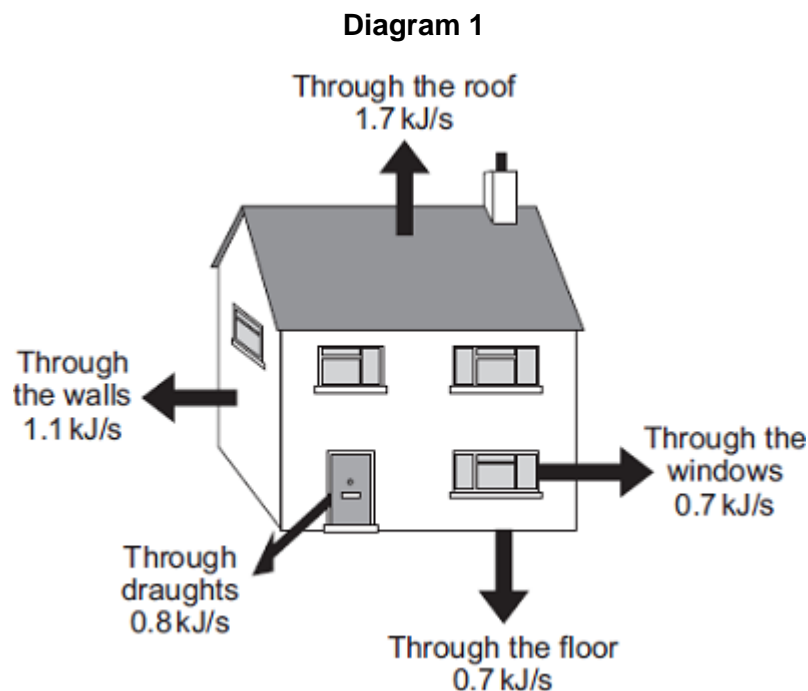 Diagram 1
Through the roof
1.7 kJ/s
Through
the walls
1.1 kJ/s
Through the
windows
0.7 kJ/s
Through
draughts
0.8 kJ/s
Through the floor
0.7 kJ/s